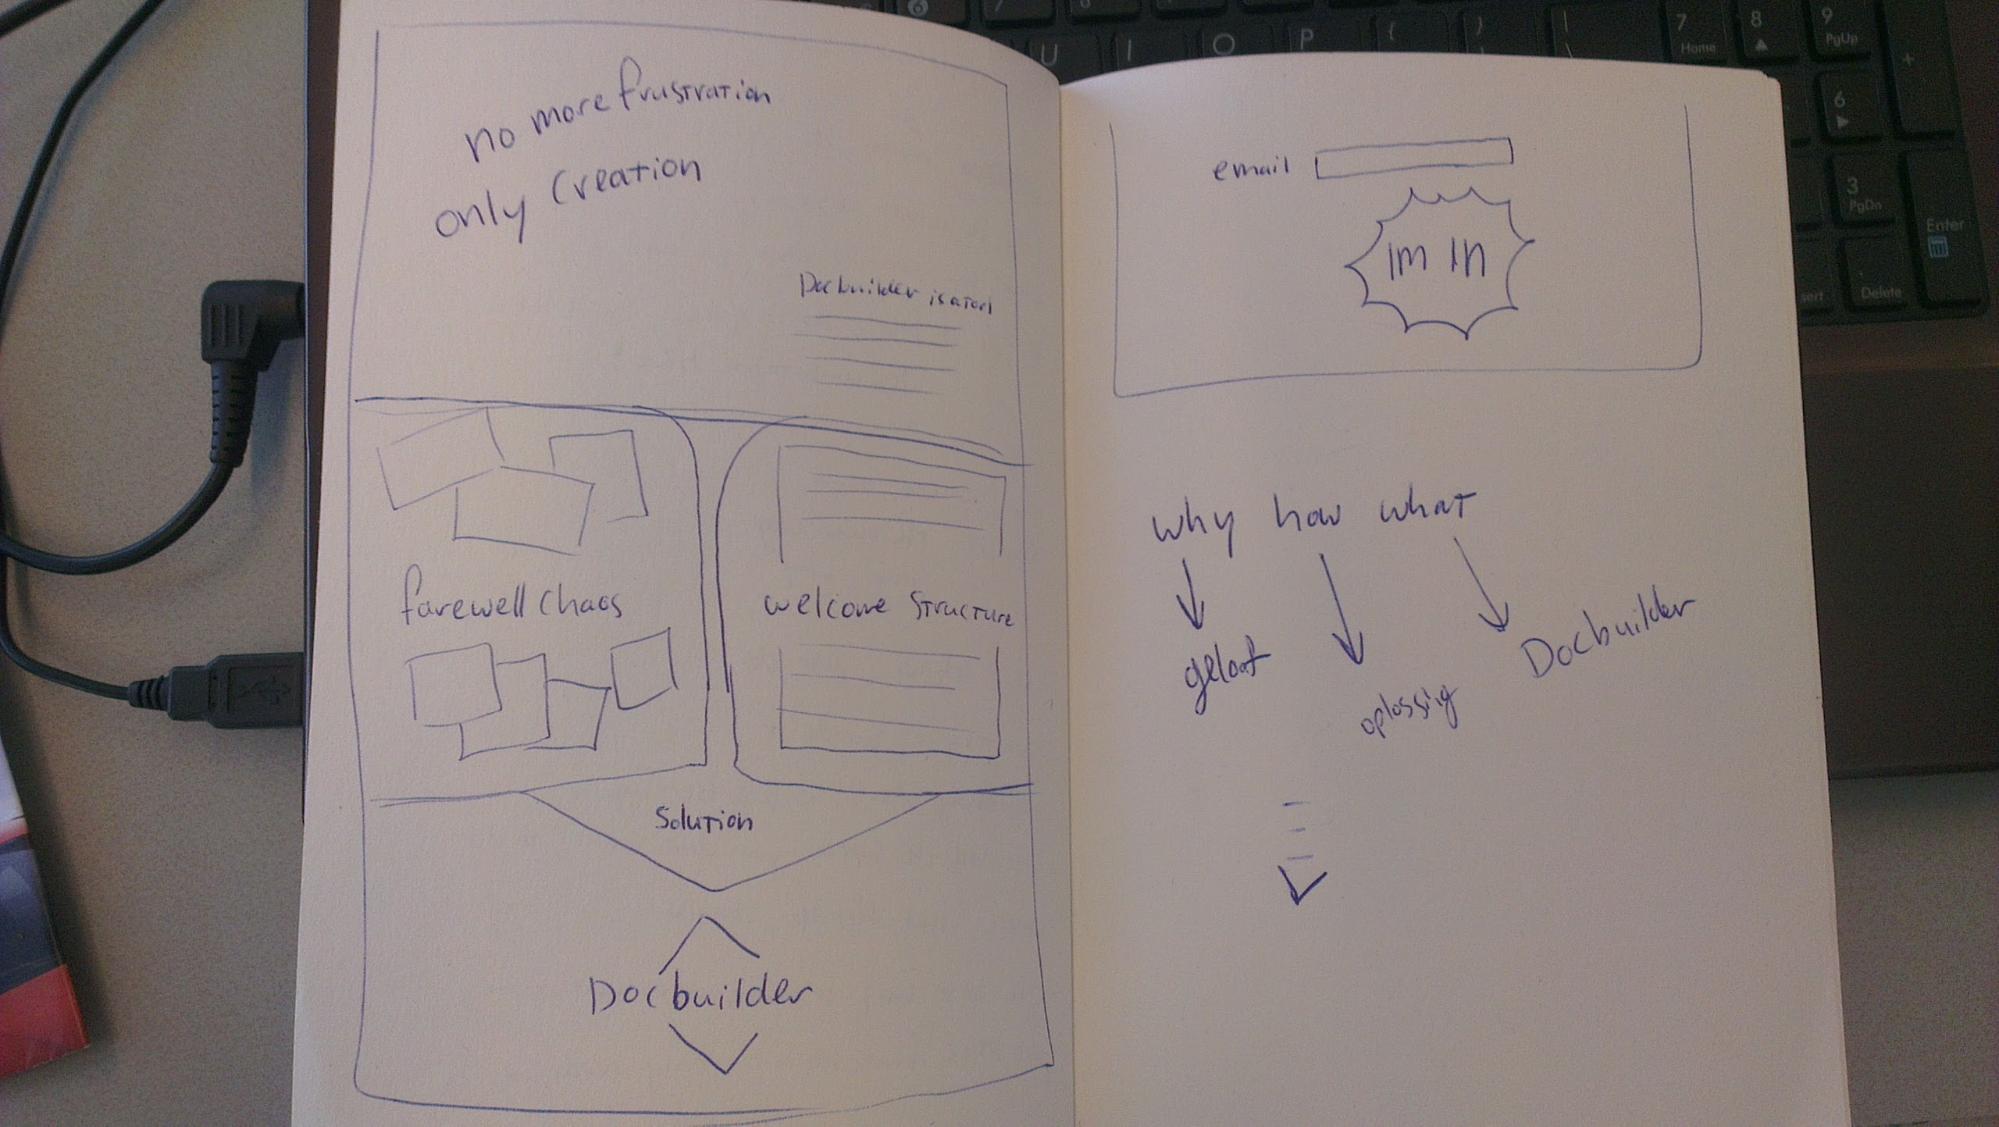 no more frustration
only creation
Docbuilder is a tool
farewell chaos
welcome structure
Solution
Docbuilder
email
im in
why how what
geloof
oplossig
Docbuilder
U I O P { } | \
7 Home
8
9 PgUp
+
6
3 PgDn
Enter
Delete